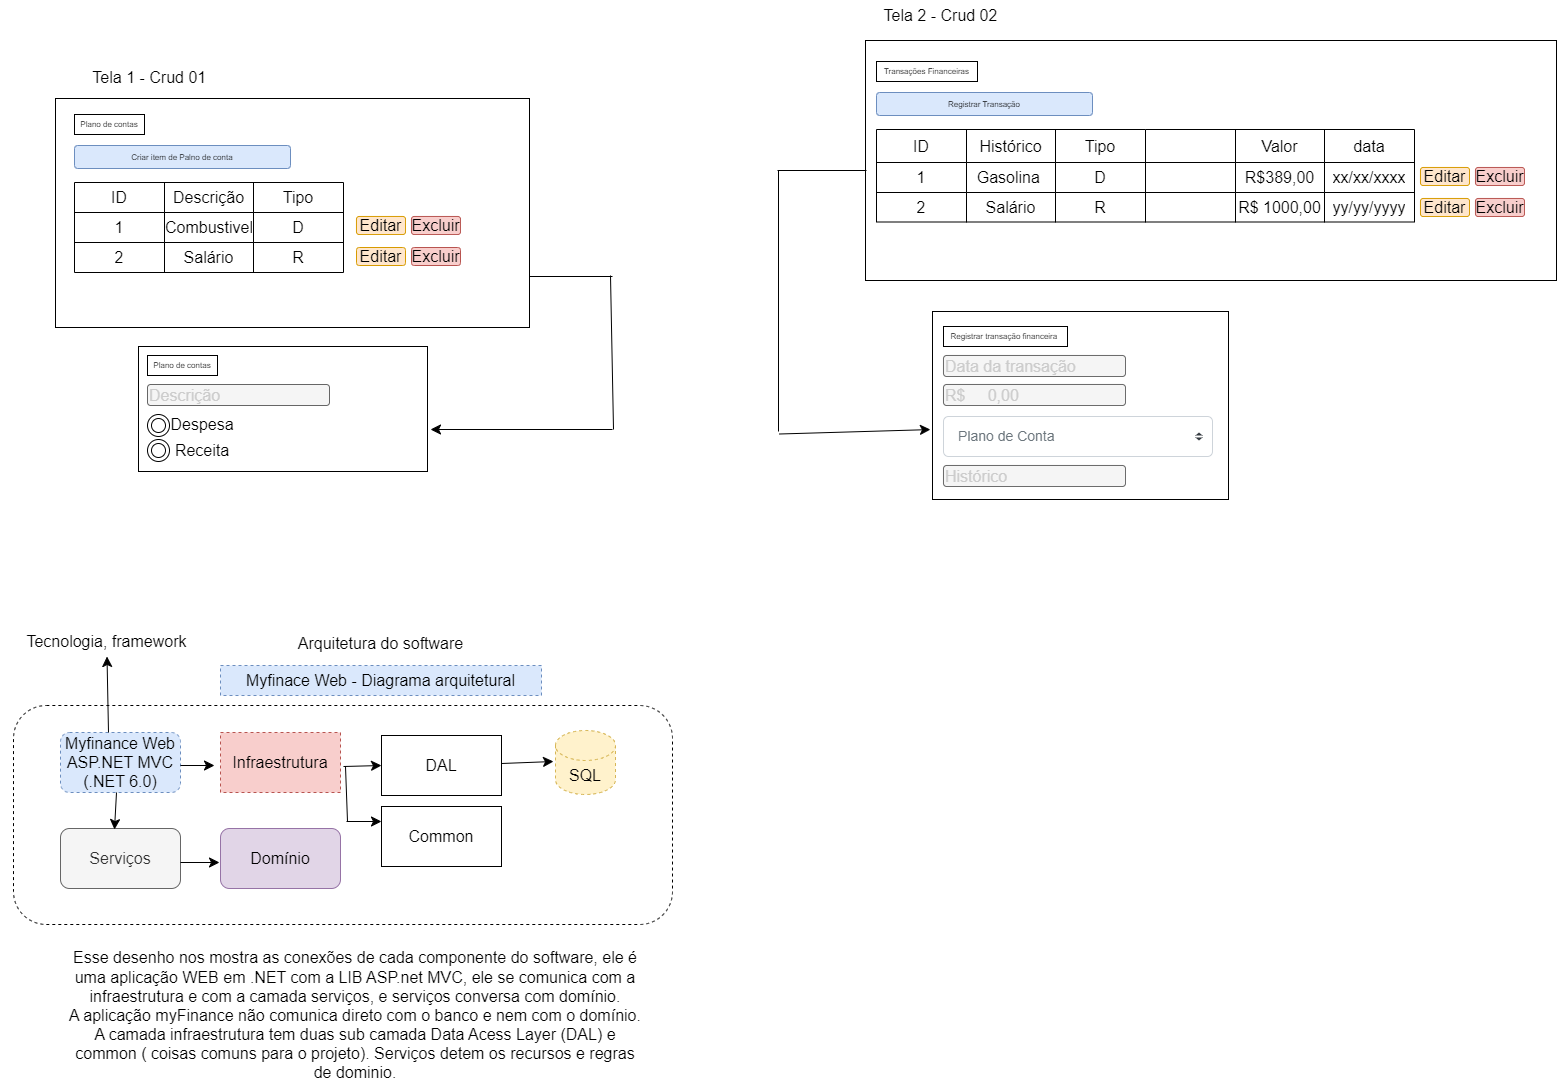 Tela 2 - Crud 02
Transações Financeiras
Registrar Transação
ID Histórico Tipo Valor data
1 Gasolina D R$389,00 xx/xx/xxxx Editar Excluir
2 Salário R R$ 1000,00 yy/yy/yyyy Editar Excluir
Tela 1 - Crud 01
Plano de contas
Criar item de Palno de conta
ID Descrição Tipo
1 Combustivel D Editar Excluir
2 Salário R Editar Excluir
Plano de contas
Descrição
Despesa
Receita
Registrar transação financeira
Data da transação
R$ 0,00
Plano de Conta
Histórico
Tecnologia, framework
Arquitetura do software
Myfinace Web - Diagrama arquitetural
Myfinance Web
ASP.NET MVC
(.NET 6.0)
Infraestrutura
DAL
SQL
Common
Serviços
Domínio
Esse desenho nos mostra as conexões de cada componente do software, ele é
uma aplicação WEB em .NET com a LIB ASP.net MVC, ele se comunica com a
infraestrutura e com a camada serviços, e serviços conversa com domínio.
A aplicação myFinance não comunica direto com o banco e nem com o domínio.
A camada infraestrutura tem duas sub camada Data Acess Layer (DAL) e
common ( coisas comuns para o projeto). Serviços detem os recursos e regras
de dominio.